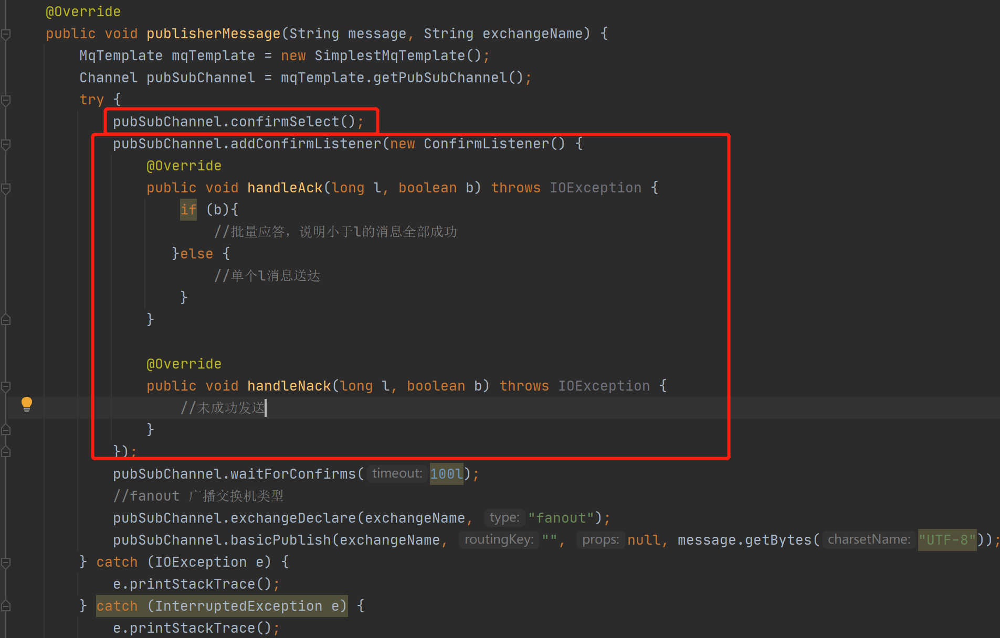 @Override
public void publisherMessage(String message, String exchangeName) {
MqTemplate mqTemplate = new SimplestMqTemplate();
Channel pubSubChannel = mqTemplate.getPubSubChannel();
try {
pubSubChannel.confirmSelect();
pubSubChannel.addConfirmListener(new ConfirmListener() {
@Override
public void handleAck(long l, boolean b) throws IOException {
if (b){
//批量应答，说明小于l的消息全部成功
}else {
//单个l消息送达
}
}
@Override
public void handleNack(long l, boolean b) throws IOException {
//未成功发送
}
});
pubSubChannel.waitForConfirms( timeout: 100l);
//fanout 广播交换机类型
pubSubChannel.exchangeDeclare(exchangeName, type: "fanout");
pubSubChannel.basicPublish(exchangeName, routingKey: "", props: null, message.getBytes( charsetName: "UTF-8"));
} catch (IOException e) {
e.printStackTrace();
} catch (InterruptedException e) {
e.printStackTrace();